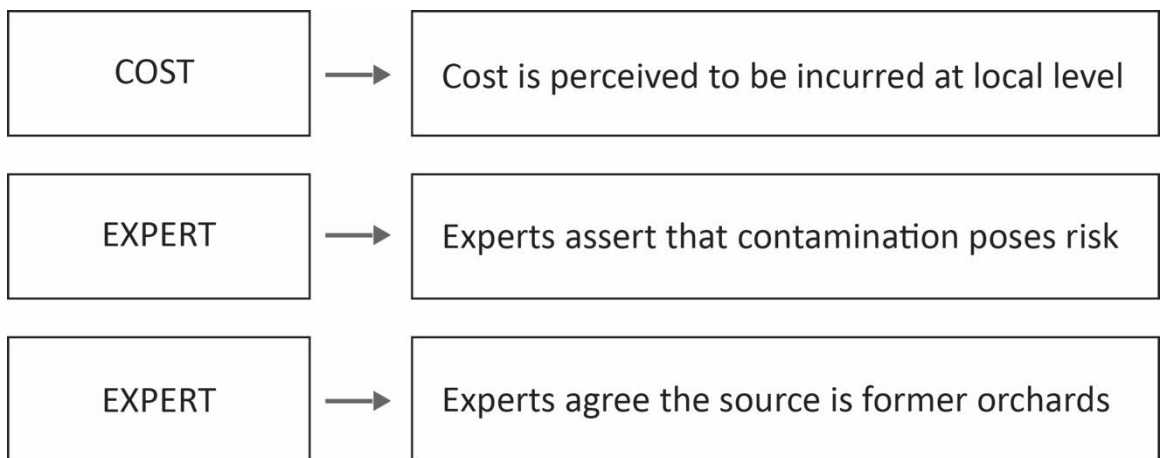 COST
Cost is perceived to be incurred at local level
EXPERT
Experts assert that contamination poses risk
EXPERT
Experts agree the source is former orchards